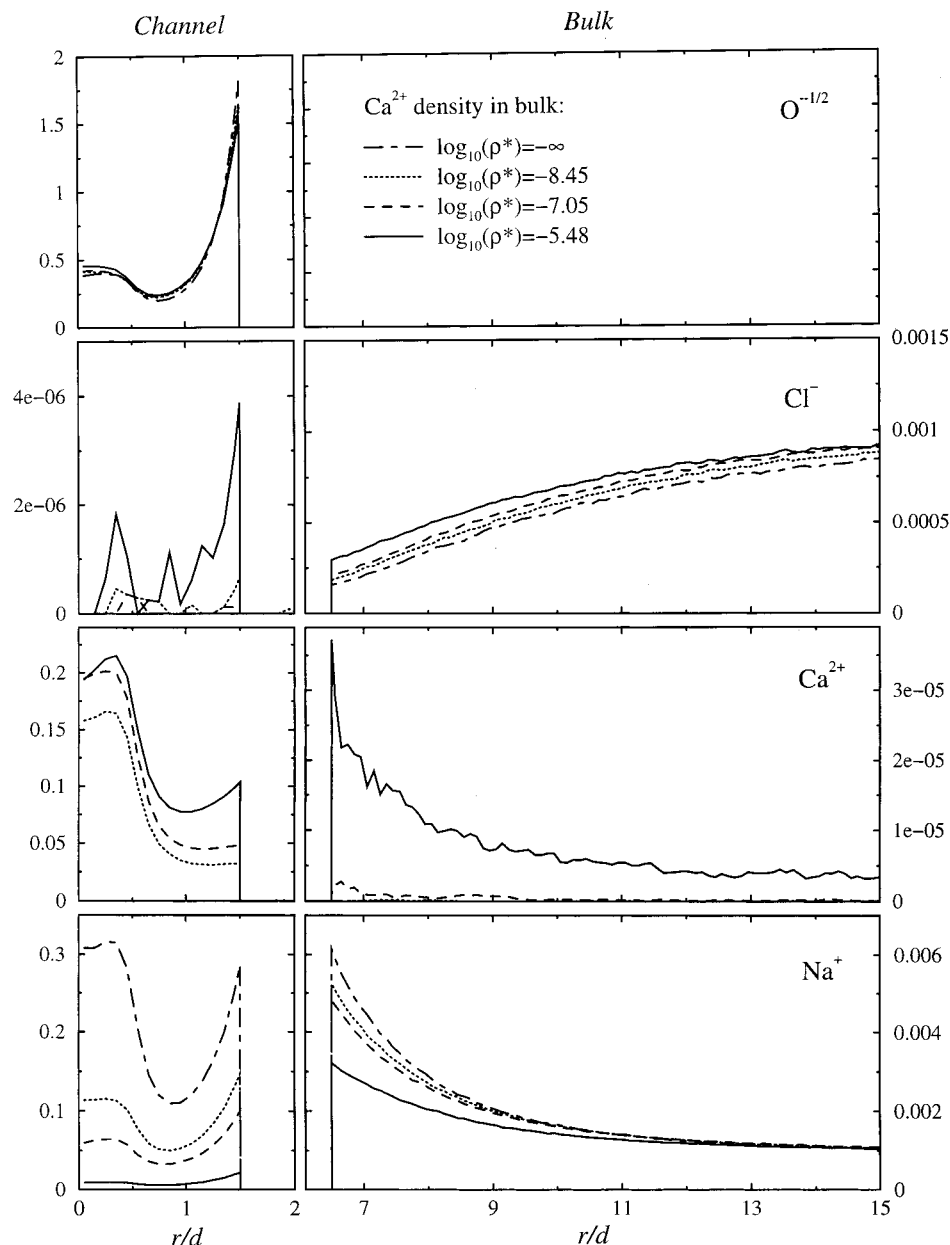 Channel
Bulk
2
1.5
1
0.5
0
Ca²⁺ density in bulk:
log₁₀(ρ*)=−∞
log₁₀(ρ*)=−8.45
log₁₀(ρ*)=−7.05
log₁₀(ρ*)=−5.48
O⁻¹ᐟ²
4e−06
2e−06
0
Cl⁻
0.0015
0.001
0.0005
0
0.2
0.15
0.1
0.05
0
Ca²⁺
3e−05
2e−05
1e−05
0
0.3
0.2
0.1
0
Na⁺
0.006
0.004
0.002
0
0 1 2
7 9 11 13 15
r/d
r/d